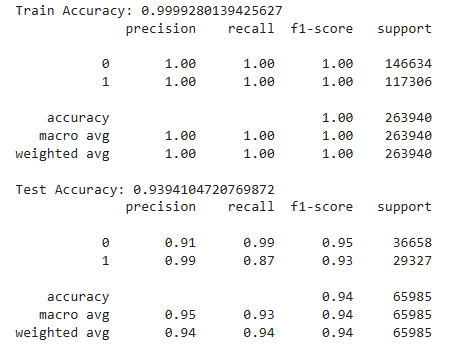 Train Accuracy: 0.9999280139425627
precision recall f1-score support
0 1.00 1.00 1.00 146634
1 1.00 1.00 1.00 117306
accuracy 1.00 263940
macro avg 1.00 1.00 1.00 263940
weighted avg 1.00 1.00 1.00 263940
Test Accuracy: 0.9394104720769872
precision recall f1-score support
0 0.91 0.99 0.95 36658
1 0.99 0.87 0.93 29327
accuracy 0.94 65985
macro avg 0.95 0.93 0.94 65985
weighted avg 0.94 0.94 0.94 65985